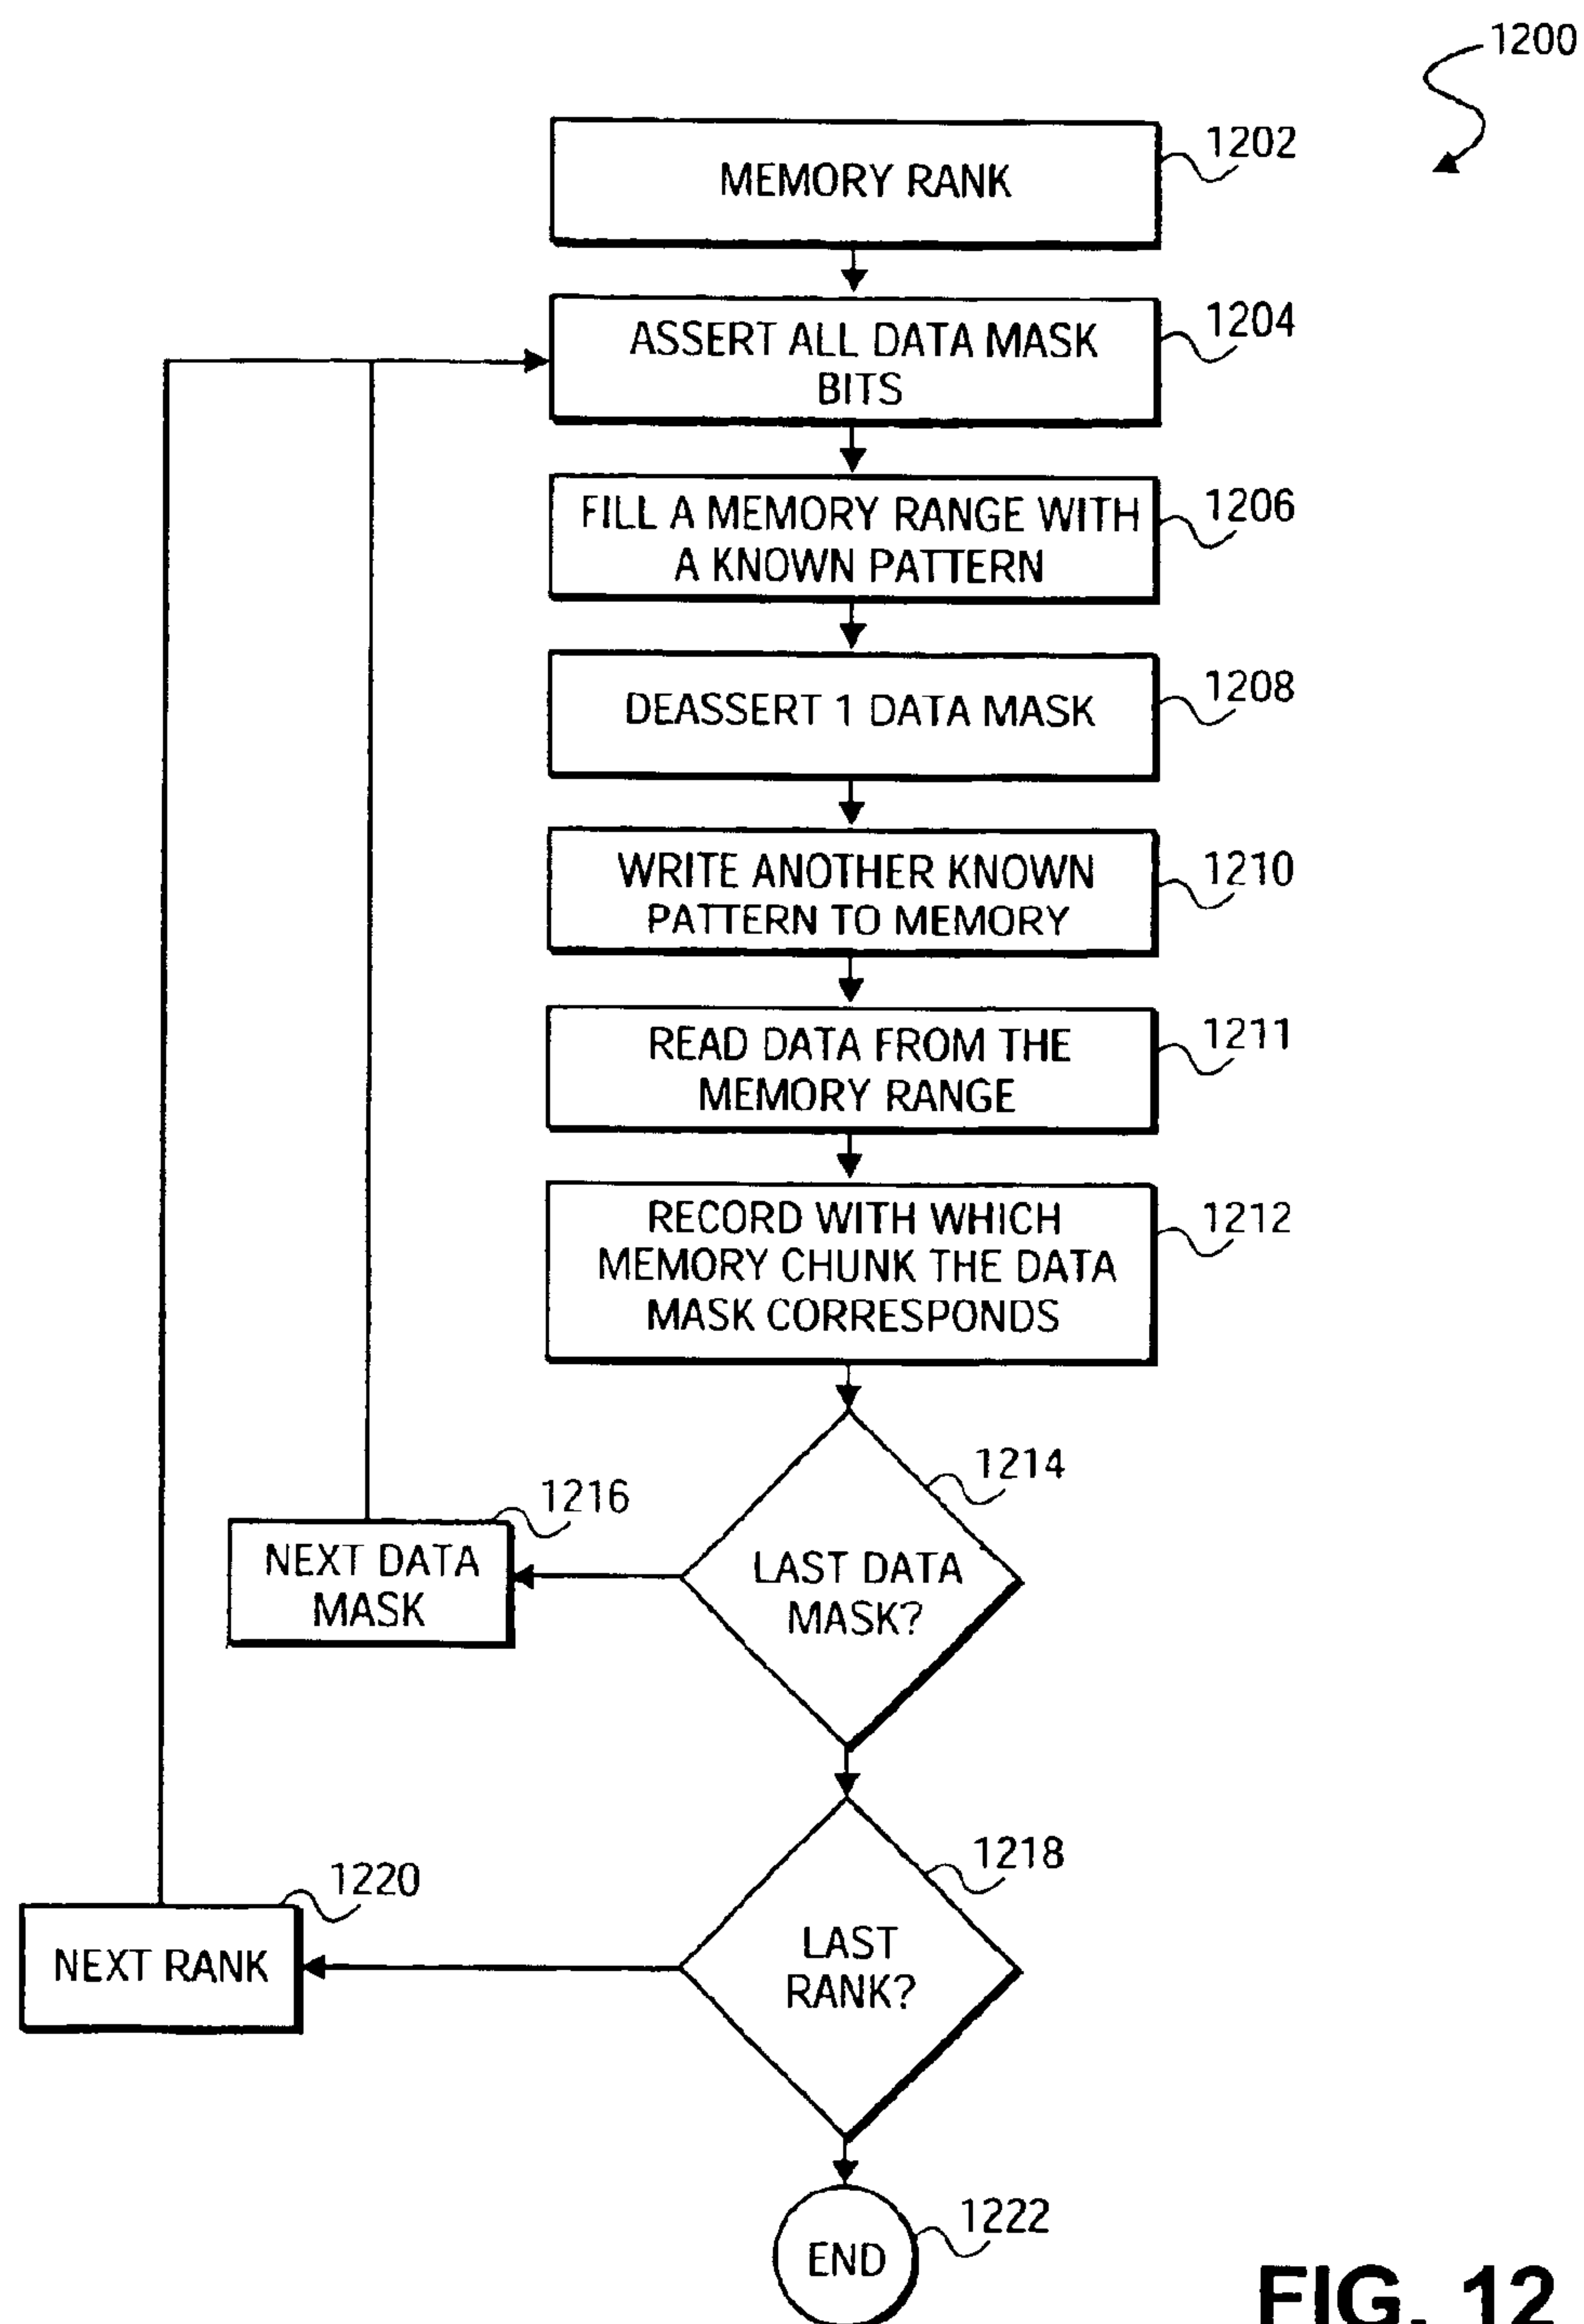 1200
MEMORY RANK
1202
ASSERT ALL DATA MASK
BITS
1204
FILL A MEMORY RANGE WITH
A KNOWN PATTERN
1206
DEASSERT 1 DATA MASK
1208
WRITE ANOTHER KNOWN
PATTERN TO MEMORY
1210
READ DATA FROM THE
MEMORY RANGE
1211
RECORD WITH WHICH
MEMORY CHUNK THE DATA
MASK CORRESPONDS
1212
LAST DATA
MASK?
1214
NEXT DATA
MASK
1216
LAST
RANK?
1218
NEXT RANK
1220
END
1222
FIG. 12